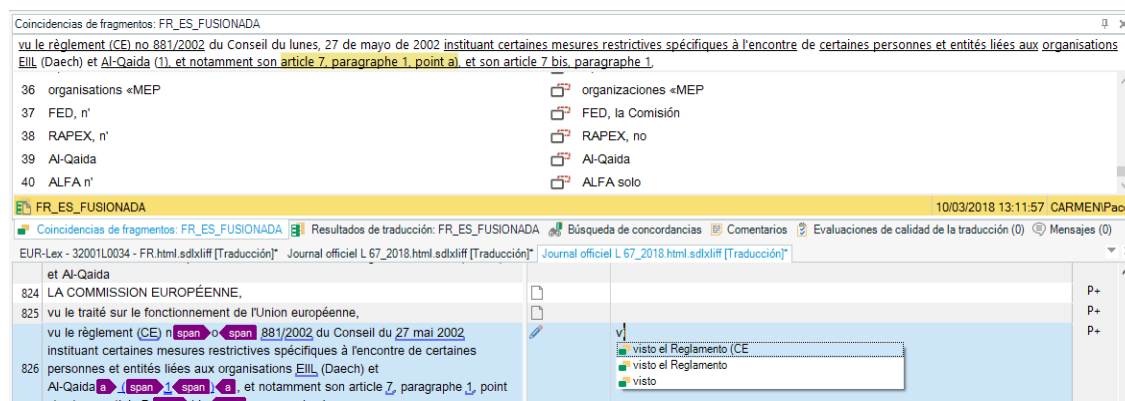 Coincidencias de fragmentos: FR_ES_FUSIONADA
vu le règlement (CE) no 881/2002 du Conseil du lunes, 27 de mayo de 2002 instituant certaines mesures restrictives spécifiques à l'encontre de certaines personnes et entités liées aux organisations
EIIL (Daech) et Al-Qaida (1), et notamment son article 7, paragraphe 1, point a), et son article 7 bis, paragraphe 1,
36 organisations «MEP organizaciones «MEP
37 FED, n' FED, la Comisión
38 RAPEX, n' RAPEX, no
39 Al-Qaida Al-Qaida
40 ALFA n' ALFA solo
FR_ES_FUSIONADA 10/03/2018 13:11:57 CARMEN\Pac
Coincidencias de fragmentos: FR_ES_FUSIONADA Resultados de traducción: FR_ES_FUSIONADA Búsqueda de concordancias Comentarios Evaluaciones de calidad de la traducción (0) Mensajes (0)
EUR-Lex - 32001L0034 - FR.html.sdlxliff [Traducción]* Journal officiel L 67_2018.html.sdlxliff [Traducción]* Journal officiel L 67_2018.html.sdlxliff [Traducción]*
et Al-Qaida
824 LA COMMISSION EUROPÉENNE, P+
825 vu le traité sur le fonctionnement de l'Union européenne, P+
vu le règlement (CE) n span o span 881/2002 du Conseil du 27 mai 2002 v P+
instituant certaines mesures restrictives spécifiques à l'encontre de certaines visto el Reglamento (CE
826 personnes et entités liées aux organisations EIIL (Daech) et visto el Reglamento
Al-Qaida a ( span 1 span ) a , et notamment son article 7, paragraphe 1, point visto